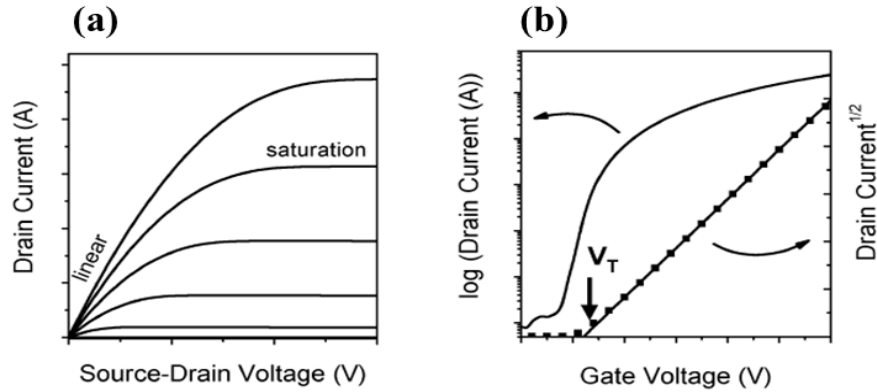 (a)
Drain Current (A)
linear
saturation
Source-Drain Voltage (V)
(b)
log (Drain Current (A))
V_T
Drain Current^1/2
Gate Voltage (V)